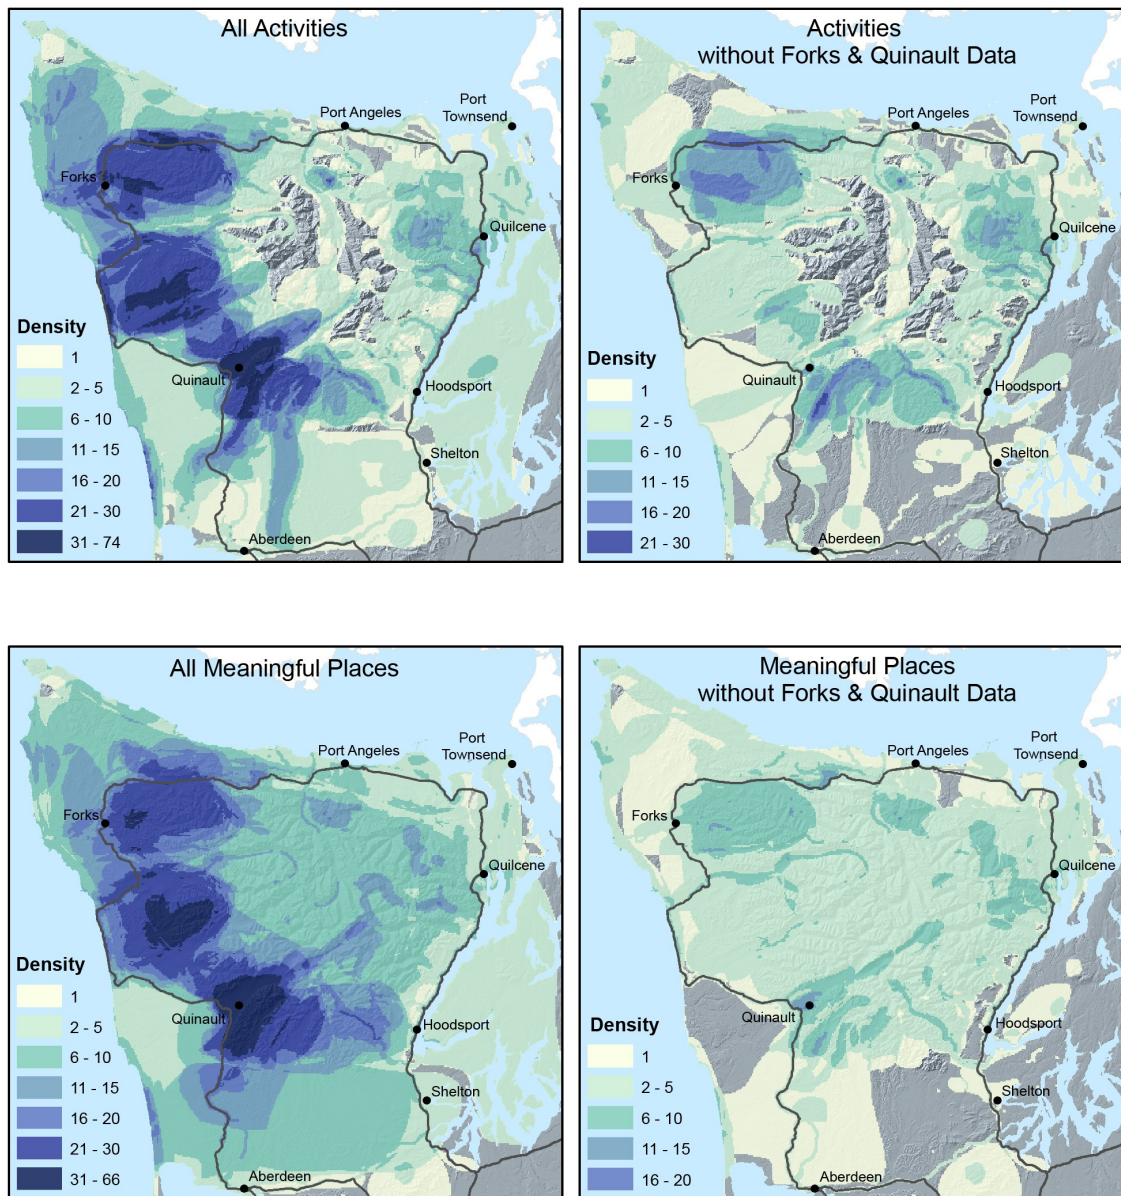 All Activities
Port Angeles
Port
Townsend
Forks
Quilcene
Density
1
2 - 5
6 - 10
11 - 15
16 - 20
21 - 30
31 - 74
Quinault
Hoodsport
Shelton
Aberdeen
Activities
without Forks & Quinault Data
Port Angeles
Port
Townsend
Forks
Quilcene
Density
1
2 - 5
6 - 10
11 - 15
16 - 20
21 - 30
Quinault
Hoodsport
Shelton
Aberdeen
All Meaningful Places
Port Angeles
Port
Townsend
Forks
Quilcene
Density
1
2 - 5
6 - 10
11 - 15
16 - 20
21 - 30
31 - 66
Quinault
Hoodsport
Shelton
Aberdeen
Meaningful Places
without Forks & Quinault Data
Port Angeles
Port
Townsend
Forks
Quilcene
Quinault
Density
1
2 - 5
6 - 10
11 - 15
16 - 20
Hoodsport
Shelton
Aberdeen